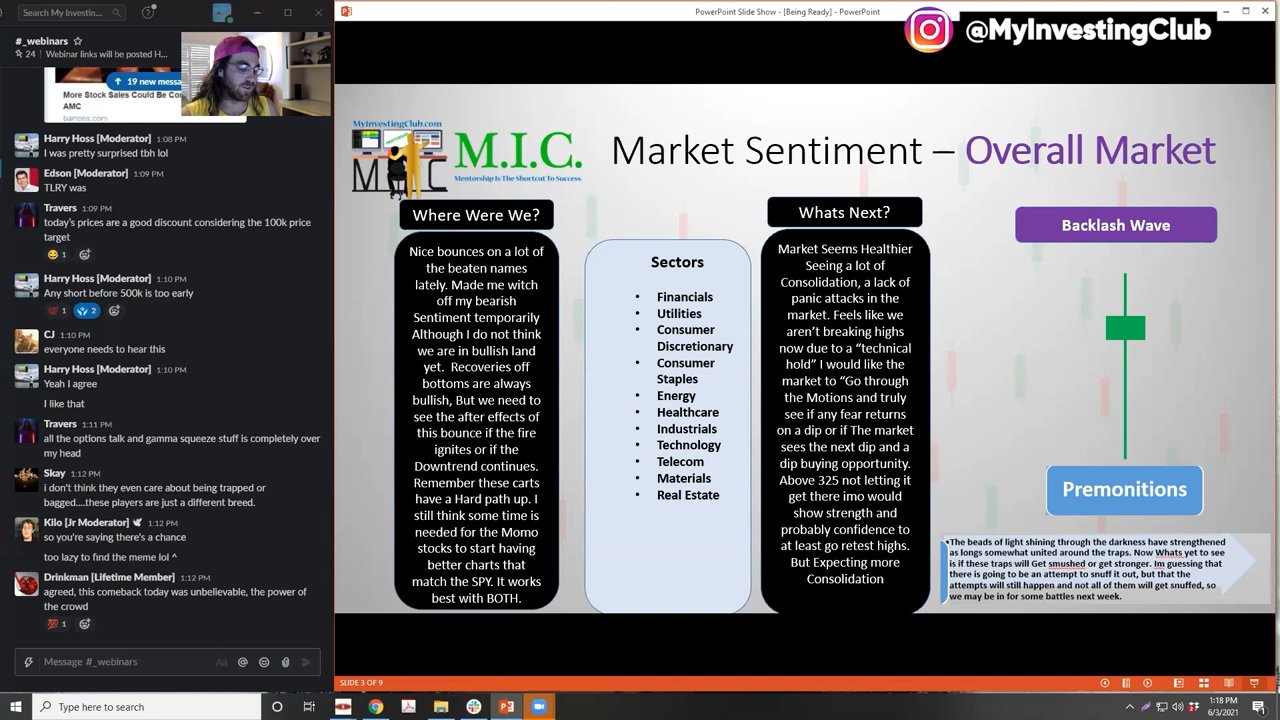 #_webinars
24
Webinar links will be posted H...
19 new messa
More Stock Sales Could Be Co
AMC
barrons.com
Harry Hoss [Moderator] 1:08 PM
I was pretty surprised tbh lol
Edson [Moderator] 1:09 PM
TLRY was
Travers 1:09 PM
today's prices are a good discount considering the 100k price
target
1
Harry Hoss [Moderator] 1:10 PM
Any short before 500k is too early
1
2
CJ 1:10 PM
everyone needs to hear this
Harry Hoss [Moderator] 1:10 PM
Yeah I agree
I like that
Travers 1:11 PM
all the options talk and gamma squeeze stuff is completely over
my head
Skay 1:12 PM
i don't think they even care about being trapped or
bagged....these players are just a different breed.
Kilo [Jr Moderator] 1:12 PM
so you're saying there's a chance
too lazy to find the meme lol ^
Drinkman [Lifetime Member] 1:12 PM
agreed, this comeback today was unbelievable, the power of
the crowd
1
Message #_webinars
Aa
PowerPoint Slide Show - [Being Ready] - PowerPoint
@MyInvestingClub
MyInvestingClub.com
M.I.C.
Mentorship Is The Shortcut To Success.
Market Sentiment – Overall Market
Where Were We?
Nice bounces on a lot of
the beaten names
lately. Made me witch
off my bearish
Sentiment temporarily
Although I do not think
we are in bullish land
yet. Recoveries off
bottoms are always
bullish, But we need to
see the after effects of
this bounce if the fire
ignites or if the
Downtrend continues.
Remember these carts
have a Hard path up. I
still think some time is
needed for the Momo
stocks to start having
better charts that
match the SPY. It works
best with BOTH.
Sectors
• Financials
• Utilities
• Consumer
Discretionary
• Consumer
Staples
• Energy
• Healthcare
• Industrials
• Technology
• Telecom
• Materials
• Real Estate
Whats Next?
Market Seems Healthier
Seeing a lot of
Consolidation, a lack of
panic attacks in the
market. Feels like we
aren't breaking highs
now due to a "technical
hold" I would like the
market to "Go through
the Motions and truly
see if any fear returns
on a dip or if The market
sees the next dip and a
dip buying opportunity.
Above 325 not letting it
get there imo would
show strength and
probably confidence to
at least go retest highs.
But Expecting more
Consolidation
Backlash Wave
Premonitions
•The beads of light shining through the darkness have strengthened
as longs somewhat united around the traps. Now Whats yet to see
is if these traps will Get smushed or get stronger. Im guessing that
there is going to be an attempt to snuff it out, but that the
attempts will still happen and not all of them will get snuffed, so
we may be in for some battles next week.
SLIDE 3 OF 9
Type here to search
1:18 PM
6/3/2021